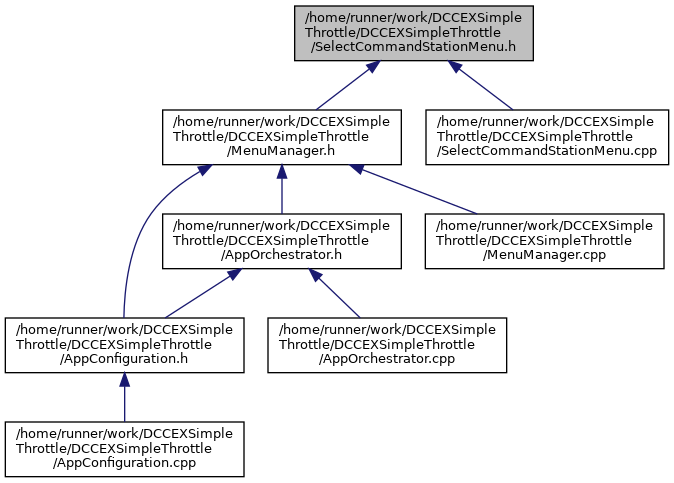 /home/runner/work/DCCEXSimple
Throttle/DCCEXSimpleThrottle
/SelectCommandStationMenu.h
/home/runner/work/DCCEXSimple
Throttle/DCCEXSimpleThrottle
/MenuManager.h
/home/runner/work/DCCEXSimple
Throttle/DCCEXSimpleThrottle
/SelectCommandStationMenu.cpp
/home/runner/work/DCCEXSimple
Throttle/DCCEXSimpleThrottle
/AppOrchestrator.h
/home/runner/work/DCCEXSimple
Throttle/DCCEXSimpleThrottle
/MenuManager.cpp
/home/runner/work/DCCEXSimple
Throttle/DCCEXSimpleThrottle
/AppConfiguration.h
/home/runner/work/DCCEXSimple
Throttle/DCCEXSimpleThrottle
/AppOrchestrator.cpp
/home/runner/work/DCCEXSimple
Throttle/DCCEXSimpleThrottle
/AppConfiguration.cpp